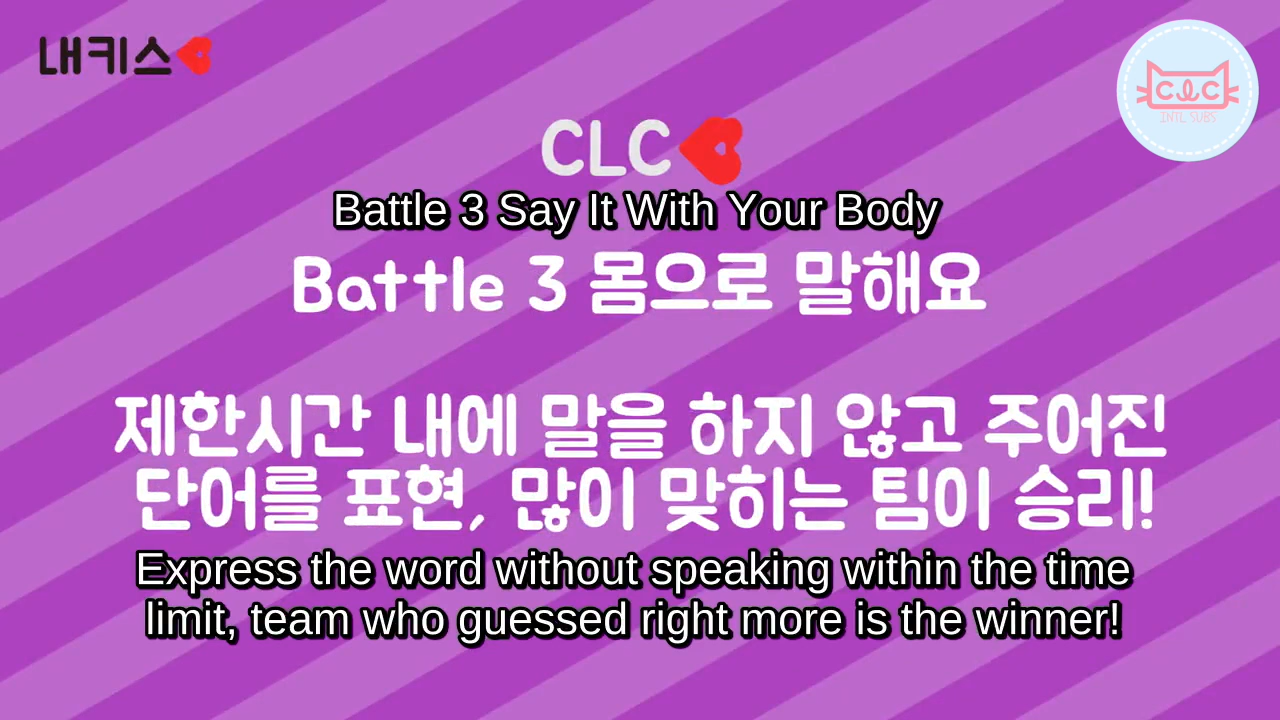 내키스
CLC
INTL SUBS
CLC
Battle 3 Say It With Your Body
Battle 3 몸으로 말해요
제한시간 내에 말을 하지 않고 주어진
단어를 표현, 많이 맞히는 팀이 승리!
Express the word without speaking within the time
limit, team who guessed right more is the winner!